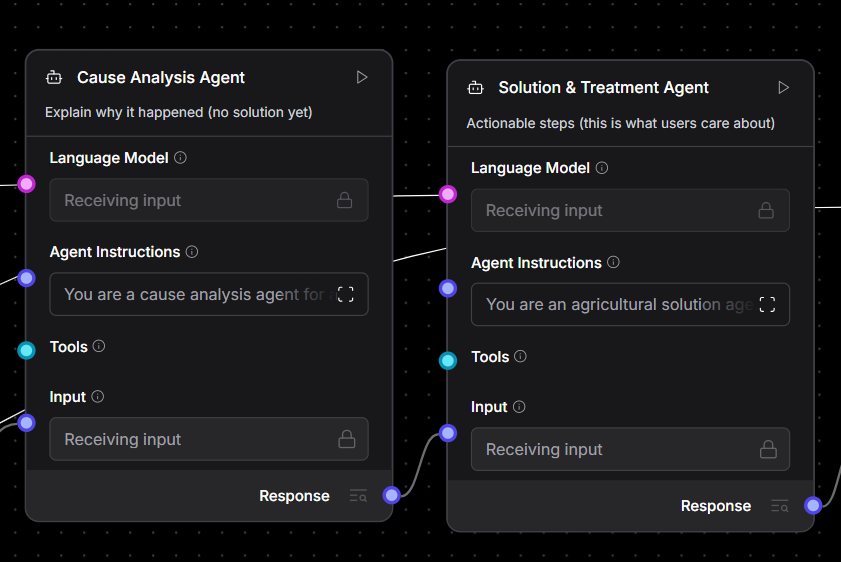 Cause Analysis Agent
Explain why it happened (no solution yet)
Language Model
Receiving input
Agent Instructions
You are a cause analysis agent for
Tools
Input
Receiving input
Response
Solution & Treatment Agent
Actionable steps (this is what users care about)
Language Model
Receiving input
Agent Instructions
You are an agricultural solution age
Tools
Input
Receiving input
Response